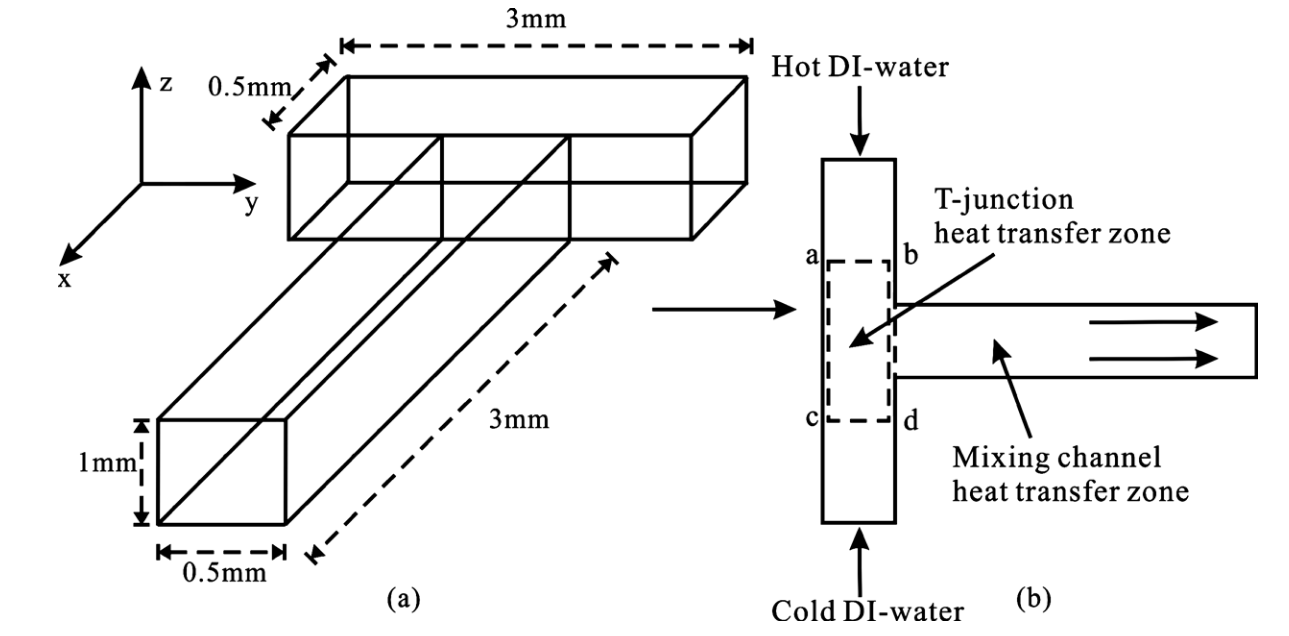 3mm
0.5mm
z
y
x
1mm
0.5mm
3mm
(a)
Hot DI-water
T-junction
heat transfer zone
a
b
c
d
Mixing channel
heat transfer zone
Cold DI-water
(b)